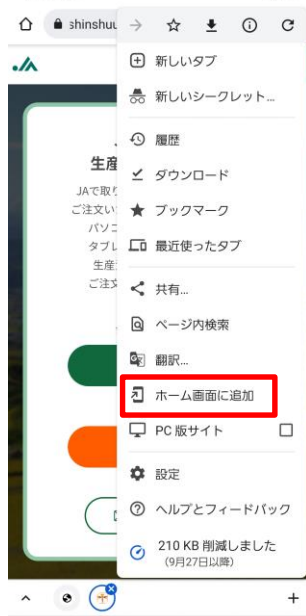 shinshuu
新しいタブ
新しいシークレット...
履歴
ダウンロード
ブックマーク
最近使ったタブ
共有...
ページ内検索
翻訳...
ホーム画面に追加
PC 版サイト
設定
ヘルプとフィードバック
210 KB 削減しました
(9月27日以降)
生産
JAで取り
ご注文い
パソコ
タブレ
生産
ご注文